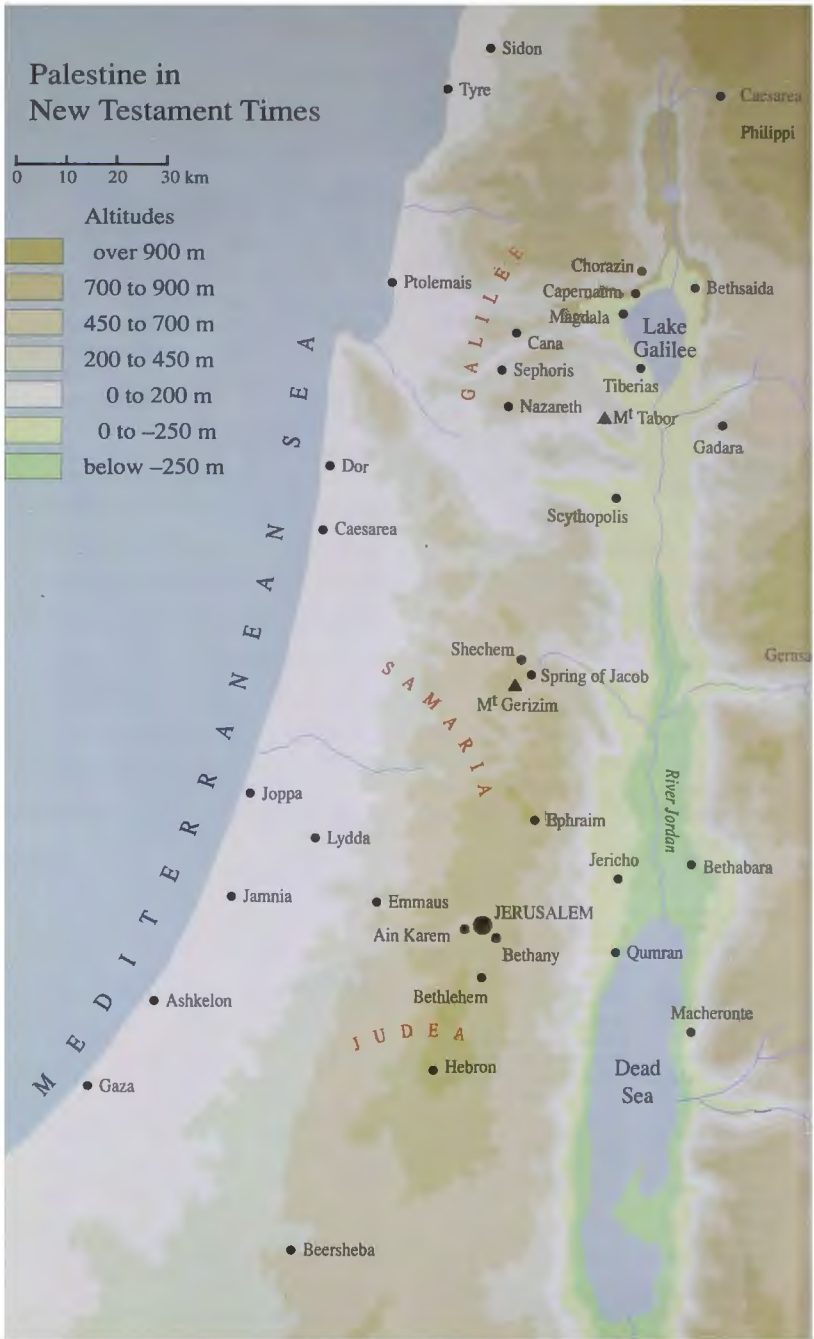 Palestine in
New Testament Times
0 10 20 30 km
Altitudes
over 900 m
700 to 900 m
450 to 700 m
200 to 450 m
0 to 200 m
0 to –250 m
below –250 m
Sidon
Tyre
Caesarea
Philippi
GALILEE
Ptolemais
Chorazin
Capernaum
Bethsaida
Magdala
Lake
Galilee
Cana
Sephoris
Tiberias
Nazareth
Mt Tabor
Gadara
MEDITERRANEAN SEA
Dor
Scythopolis
Caesarea
Shechem
Spring of Jacob
Gerasa
Mt Gerizim
SAMARIA
River Jordan
Joppa
Ephraim
Lydda
Jericho
Bethabara
Jamnia
Emmaus
JERUSALEM
Ain Karem
Bethany
Qumran
Bethlehem
Ashkelon
Macheronte
JUDEA
Hebron
Dead
Sea
Gaza
Beersheba